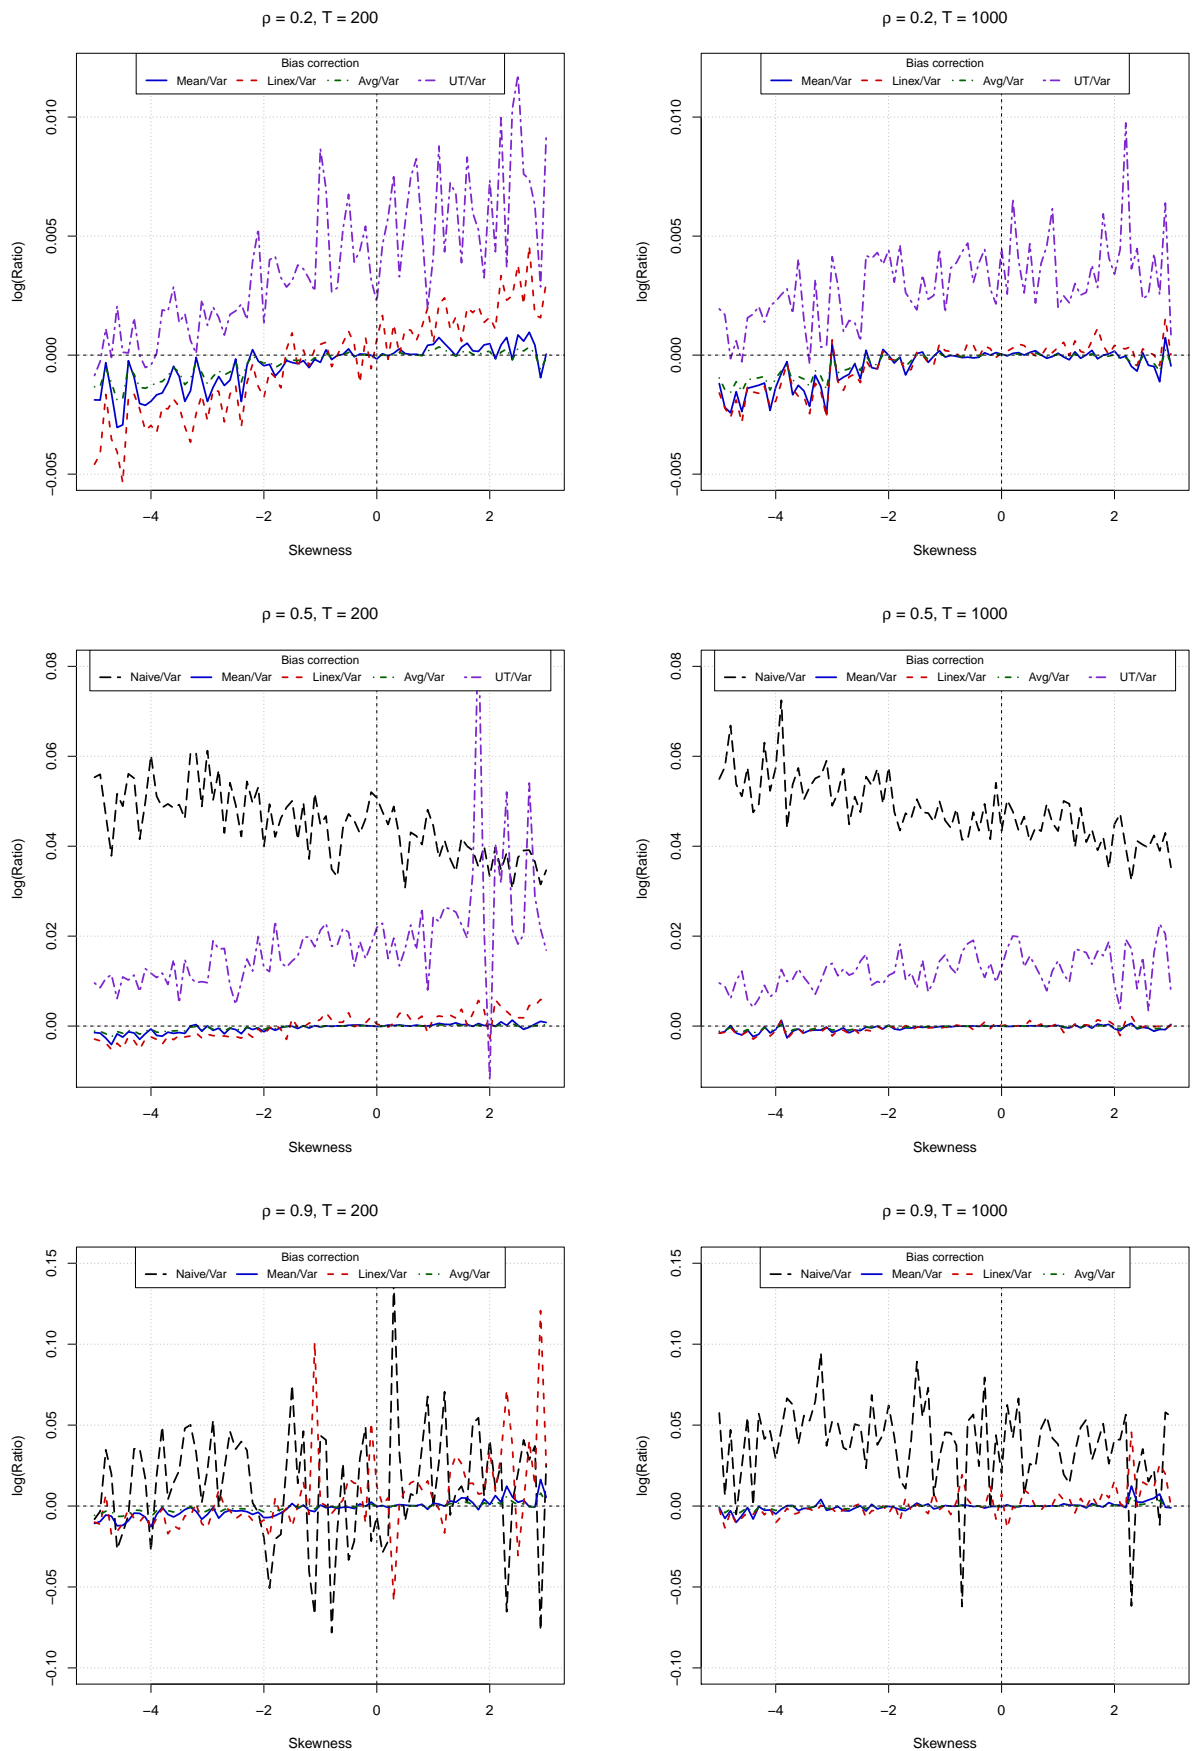 ρ = 0.2, T = 200
Bias correction
Mean/Var Linex/Var Avg/Var UT/Var
log(Ratio)
0.010
0.005
0.000
−0.005
−4 −2 0 2
Skewness
ρ = 0.2, T = 1000
Bias correction
Mean/Var Linex/Var Avg/Var UT/Var
log(Ratio)
0.010
0.005
0.000
−0.005
−4 −2 0 2
Skewness
ρ = 0.5, T = 200
Bias correction
Naive/Var Mean/Var Linex/Var Avg/Var UT/Var
log(Ratio)
0.08
0.06
0.04
0.02
0.00
−4 −2 0 2
Skewness
ρ = 0.5, T = 1000
Bias correction
Naive/Var Mean/Var Linex/Var Avg/Var UT/Var
log(Ratio)
0.08
0.06
0.04
0.02
0.00
−4 −2 0 2
Skewness
ρ = 0.9, T = 200
Bias correction
Naive/Var Mean/Var Linex/Var Avg/Var
log(Ratio)
0.15
0.10
0.05
0.00
−0.05
−0.10
−4 −2 0 2
Skewness
ρ = 0.9, T = 1000
Bias correction
Naive/Var Mean/Var Linex/Var Avg/Var
log(Ratio)
0.15
0.10
0.05
0.00
−0.05
−0.10
−4 −2 0 2
Skewness